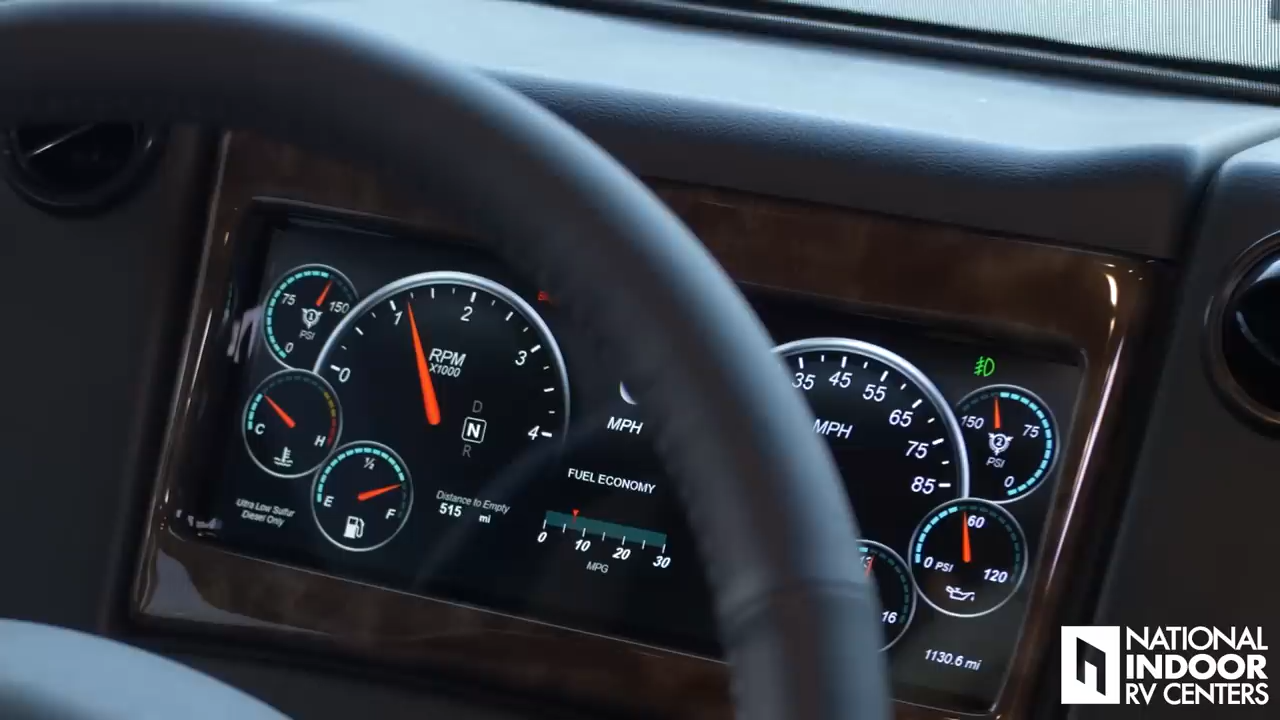 75
150
1
PSI
0
0
1
2
3
4
RPM
X1000
D
N
R
C
H
½
E
F
Ultra Low Sulfur
Diesel Only
Distance to Empty
515 mi
MPH
FUEL ECONOMY
0 10 20 30
MPG
35
45
55
65
75
85
MPH
150
75
2
PSI
0
60
0 PSI
120
16
1130.6 mi
NATIONAL
INDOOR
RV CENTERS